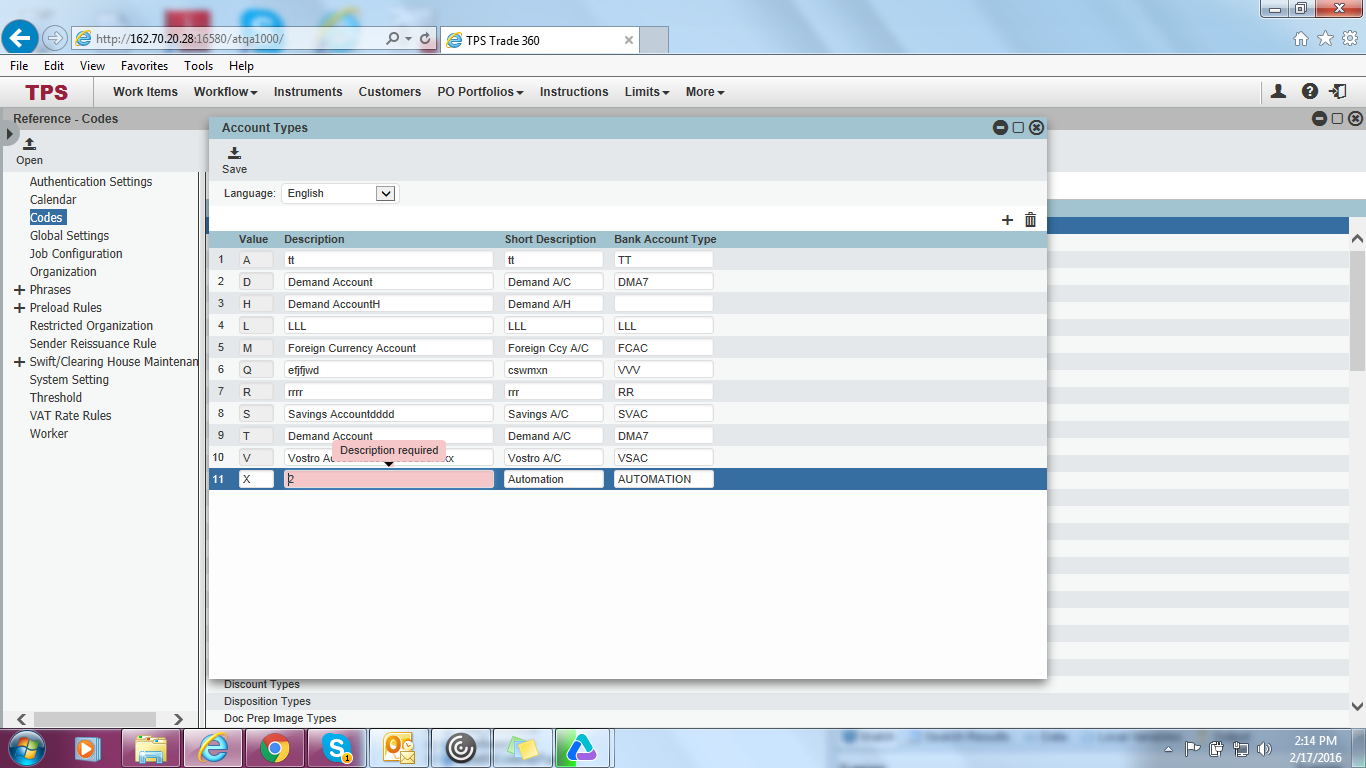 http://162.70.20.28:16580/atqa1000/
TPS Trade 360
File Edit View Favorites Tools Help
TPS Work Items Workflow Instruments Customers PO Portfolios Instructions Limits More
Reference - Codes
Open
Authentication Settings
Calendar
Codes
Global Settings
Job Configuration
Organization
Phrases
Preload Rules
Restricted Organization
Sender Reissuance Rule
Swift/Clearing House Maintenan
System Setting
Threshold
VAT Rate Rules
Worker
Account Types
Save
Language: English
Value Description Short Description Bank Account Type
1 A tt tt TT
2 D Demand Account Demand A/C DMA7
3 H Demand AccountH Demand A/H
4 L LLL LLL LLL
5 M Foreign Currency Account Foreign Ccy A/C FCAC
6 Q efjfjwd cswmxn VVV
7 R rrrr rrr RR
8 S Savings Accountdddd Savings A/C SVAC
9 T Demand Account Demand A/C DMA7
Description required
10 V Vostro A xx Vostro A/C VSAC
11 X 2 Automation AUTOMATION
Discount Types
Disposition Types
Doc Prep Image Types
1
2:14 PM
2/17/2016